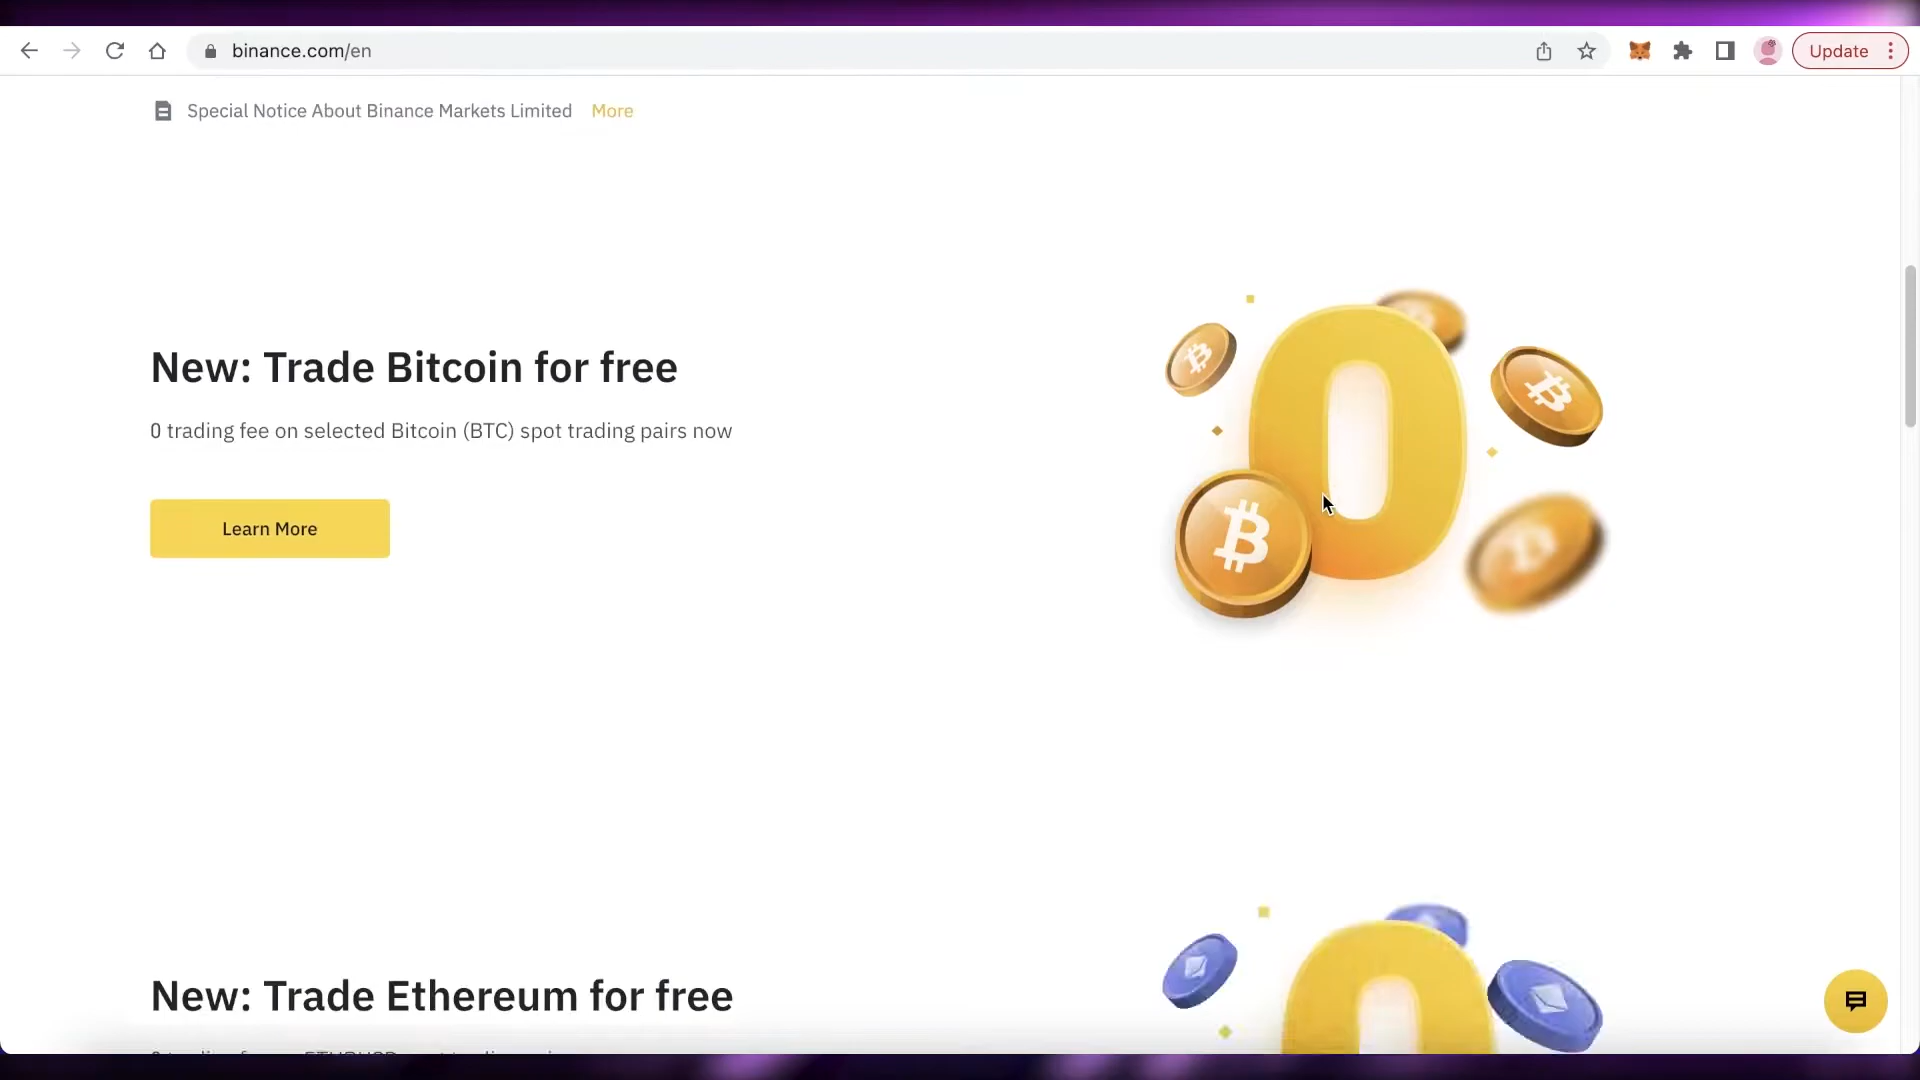 binance.com/en
Update
Special Notice About Binance Markets Limited More
New: Trade Bitcoin for free
0 trading fee on selected Bitcoin (BTC) spot trading pairs now
Learn More
0
New: Trade Ethereum for free